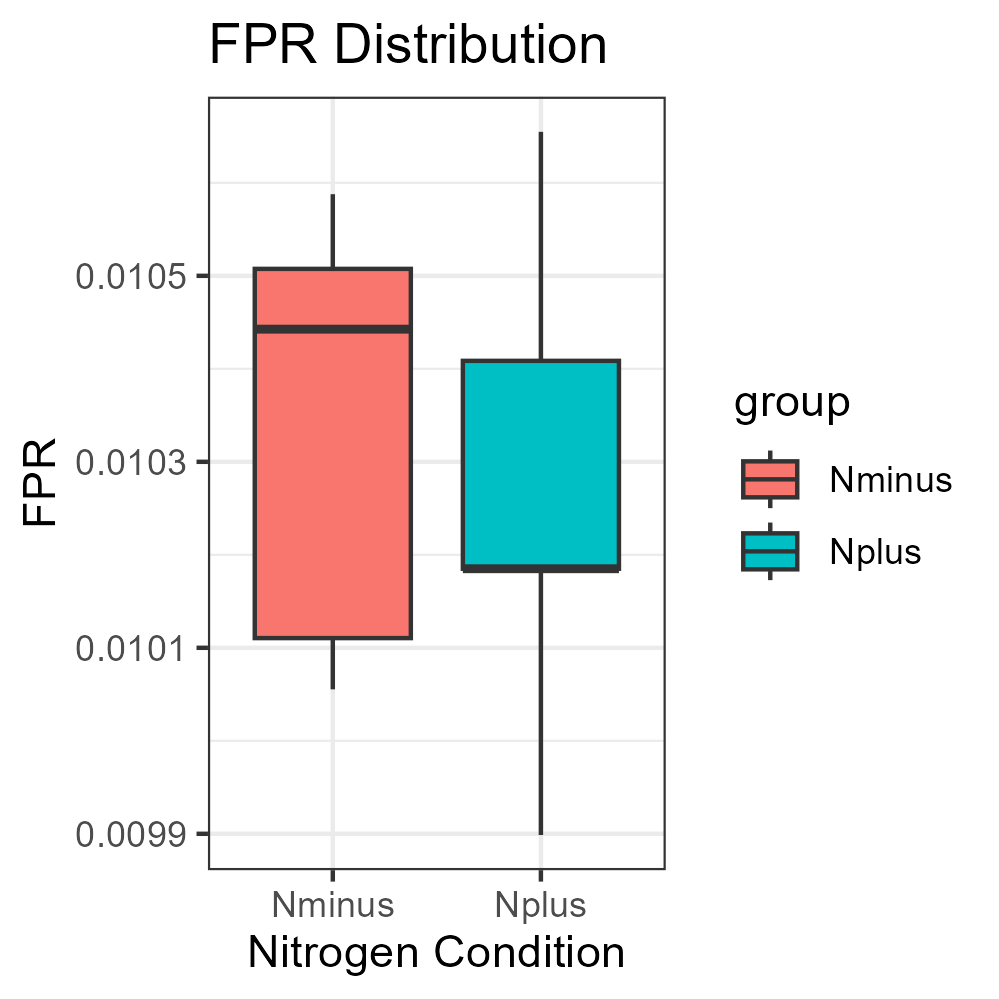 FPR Distribution
FPR
0.0105
0.0103
0.0101
0.0099
Nminus
Nplus
Nitrogen Condition
group
Nminus
Nplus